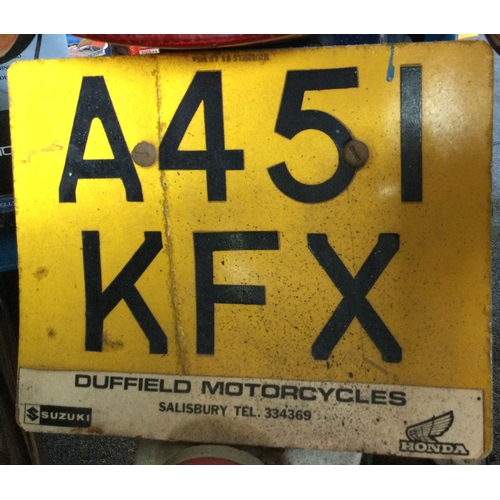 A451
KFX
DUFFIELD MOTORCYCLES
SALISBURY TEL. 334369
SUZUKI
HONDA